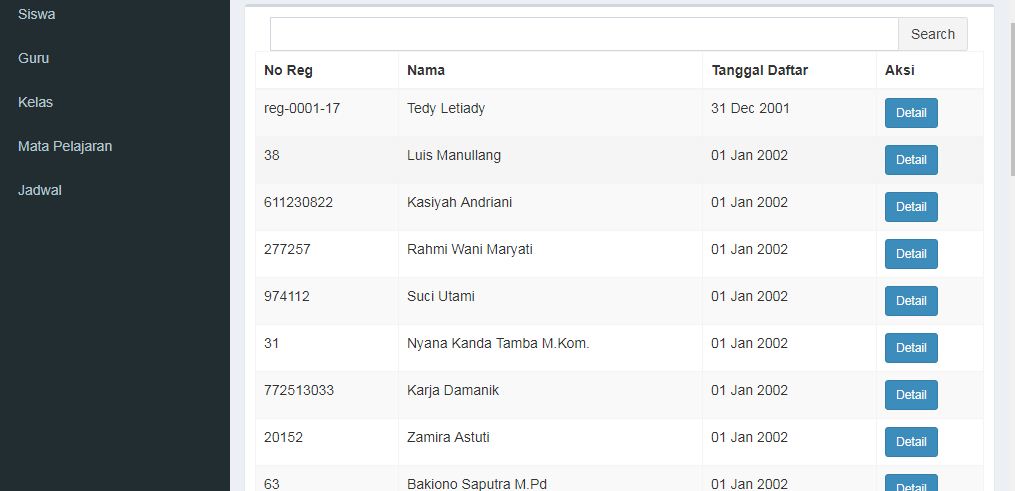 Siswa
Guru
Kelas
Mata Pelajaran
Jadwal
Search
No Reg Nama Tanggal Daftar Aksi
reg-0001-17 Tedy Letiady 31 Dec 2001 Detail
38 Luis Manullang 01 Jan 2002 Detail
611230822 Kasiyah Andriani 01 Jan 2002 Detail
277257 Rahmi Wani Maryati 01 Jan 2002 Detail
974112 Suci Utami 01 Jan 2002 Detail
31 Nyana Kanda Tamba M.Kom. 01 Jan 2002 Detail
772513033 Karja Damanik 01 Jan 2002 Detail
20152 Zamira Astuti 01 Jan 2002 Detail
63 Bakiono Saputra M.Pd 01 Jan 2002 Detail